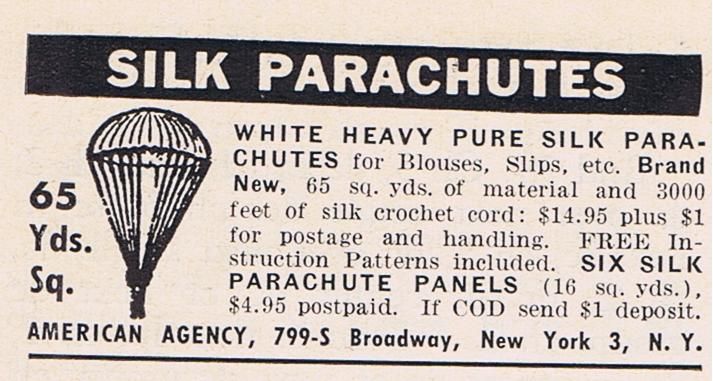 SILK PARACHUTES
65
Yds.
Sq.
WHITE HEAVY PURE SILK PARA-
CHUTES for Blouses, Slips, etc. Brand
New, 65 sq. yds. of material and 3000
feet of silk crochet cord: $14.95 plus $1
for postage and handling. FREE In-
struction Patterns included. SIX SILK
PARACHUTE PANELS (16 sq. yds.),
$4.95 postpaid. If COD send $1 deposit.
AMERICAN AGENCY, 799-S Broadway, New York 3, N. Y.